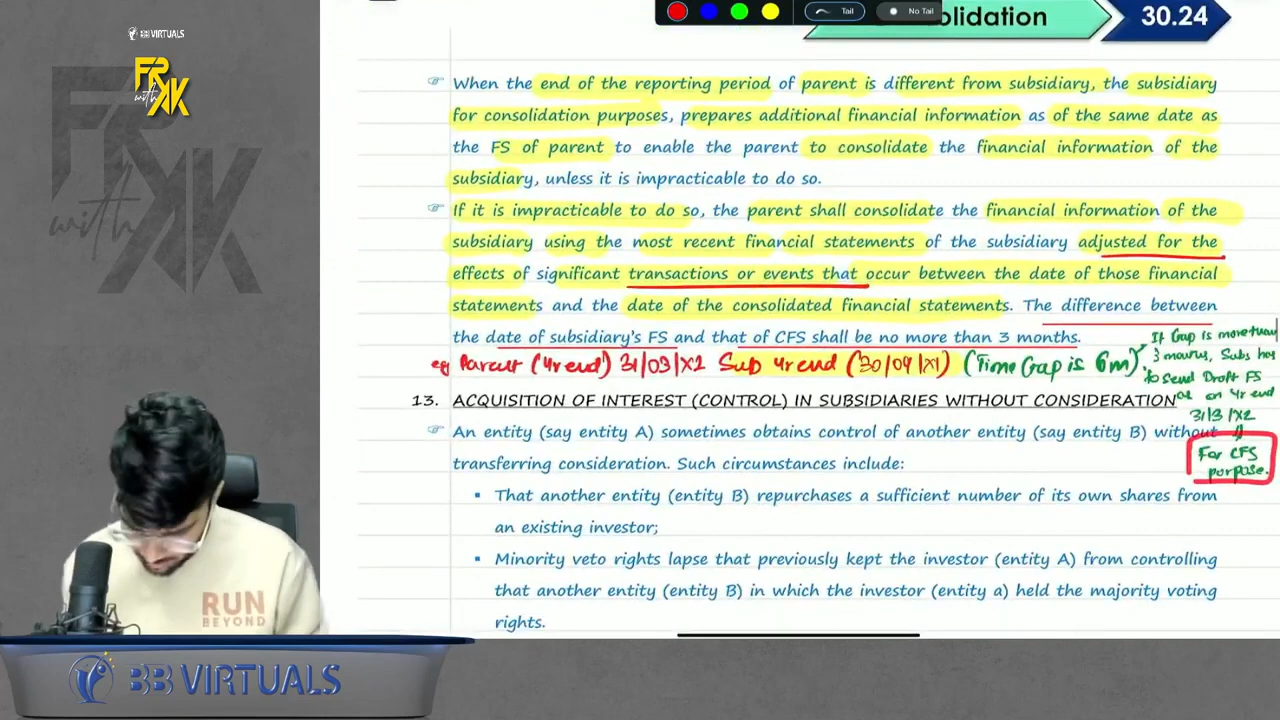 BB VIRTUALS
FR
with
AK
FR
with
AK
Tail
No Tail
olidation
30.24
When the end of the reporting period of parent is different from subsidiary, the subsidiary
for consolidation purposes, prepares additional financial information as of the same date as
the FS of parent to enable the parent to consolidate the financial information of the
subsidiary, unless it is impracticable to do so.
If it is impracticable to do so, the parent shall consolidate the financial information of the
subsidiary using the most recent financial statements of the subsidiary adjusted for the
effects of significant transactions or events that occur between the date of those financial
statements and the date of the consolidated financial statements. The difference between
the date of subsidiary's FS and that of CFS shall be no more than 3 months.
eg Parent (Yr end) 31/03/X2 Sub Yr end (30/09/X1) (Time Gap is 6m)
If Gap is more than
3 months, Subs has
to send Draft FS
as on Yr end
31/3/X2
For CFS
purpose.
13. ACQUISITION OF INTEREST (CONTROL) IN SUBSIDIARIES WITHOUT CONSIDERATION
An entity (say entity A) sometimes obtains control of another entity (say entity B) without
transferring consideration. Such circumstances include:
▪ That another entity (entity B) repurchases a sufficient number of its own shares from
an existing investor;
▪ Minority veto rights lapse that previously kept the investor (entity A) from controlling
that another entity (entity B) in which the investor (entity a) held the majority voting
rights.
RUN
BEYOND
BB VIRTUALS